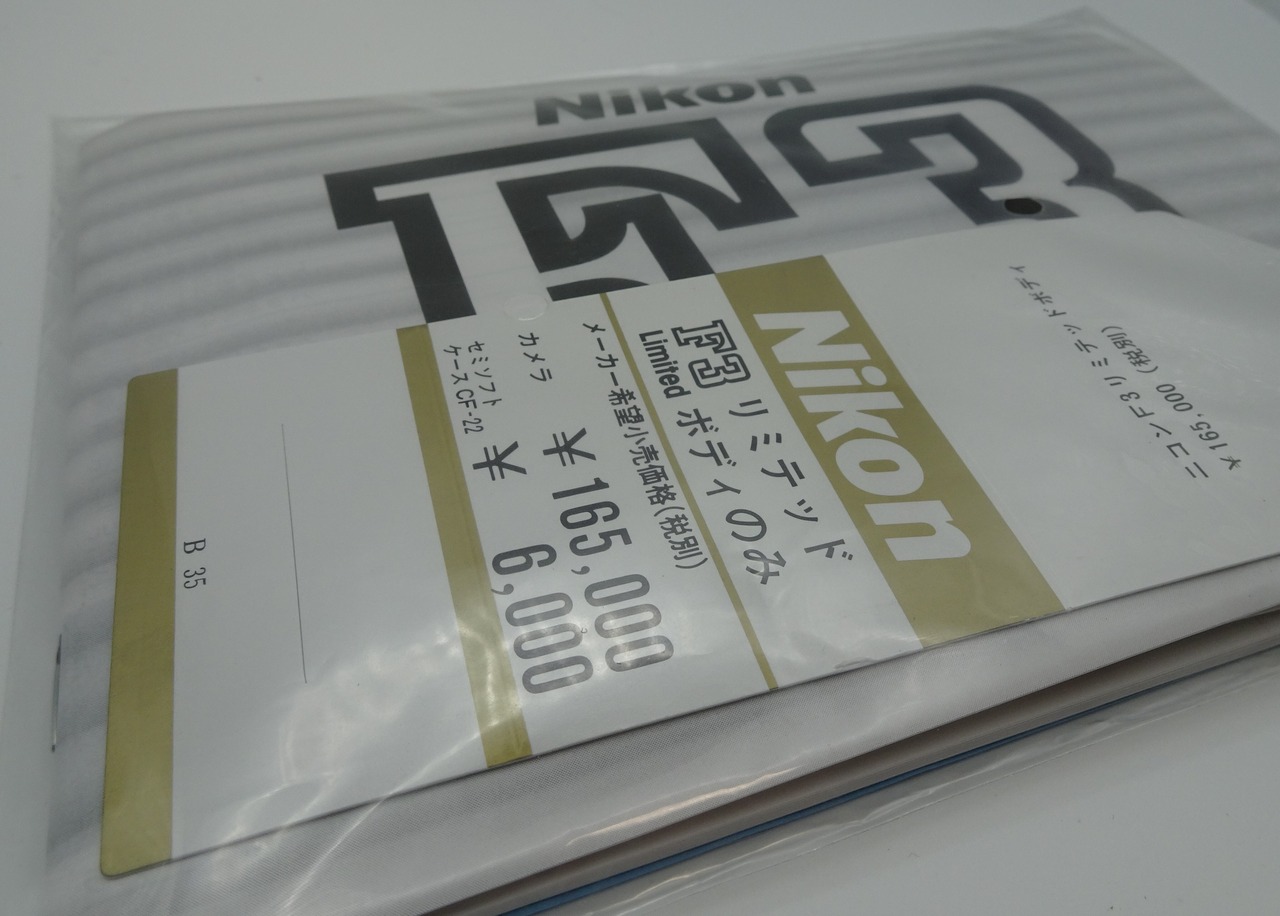 Nikon
F3
Nikon
F3 リミテッド
Limited ボディのみ
メーカー希望小売価格(税別)
カメラ ¥165,000
セミソフト
ケースCF-22 ¥ 6,000
B 35
ニコンF3リミテッドボディ
¥165,000(税別)